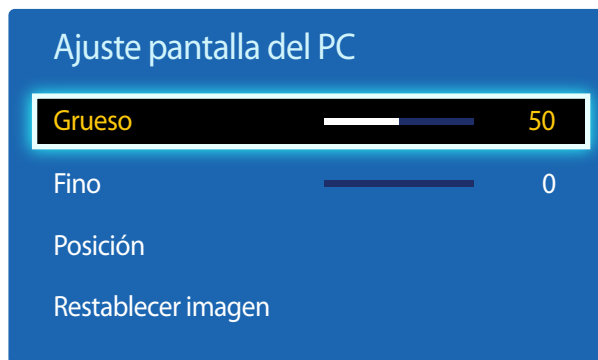 Ajuste pantalla del PC
Grueso 50
Fino 0
Posición
Restablecer imagen